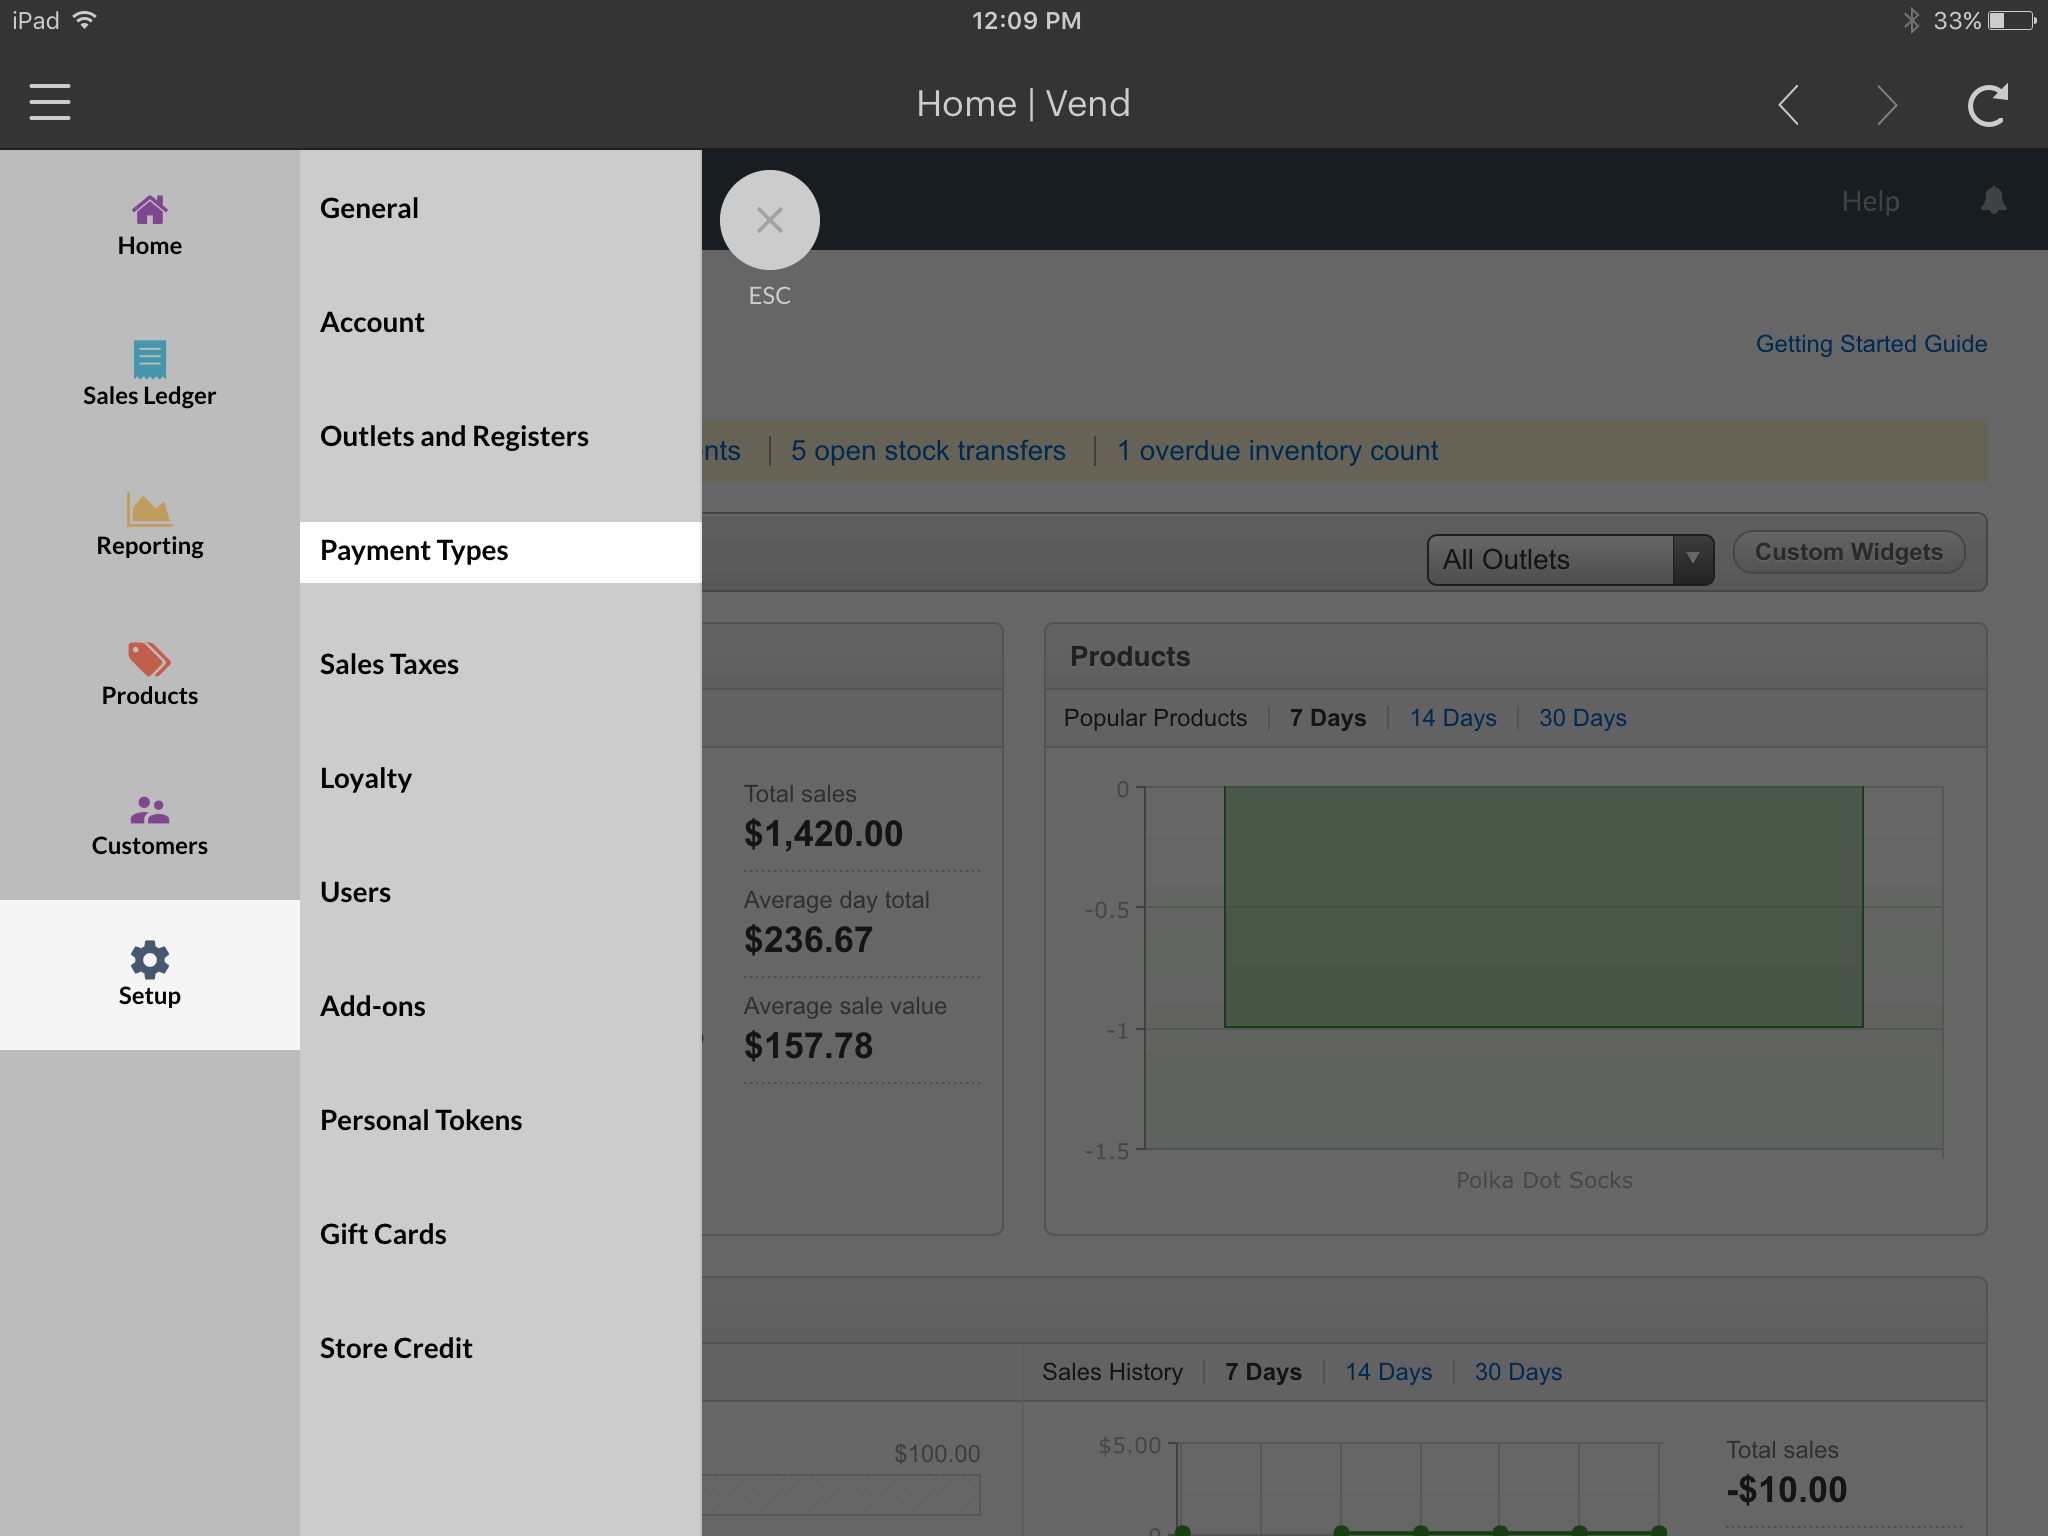 iPad
12:09 PM
33%
Home | Vend
Home
Sales Ledger
Reporting
Products
Customers
Setup
General
Account
Outlets and Registers
Payment Types
Sales Taxes
Loyalty
Users
Add-ons
Personal Tokens
Gift Cards
Store Credit
ESC
Help
Getting Started Guide
nts | 5 open stock transfers | 1 overdue inventory count
All Outlets
Custom Widgets
Total sales
$1,420.00
Average day total
$236.67
Average sale value
$157.78
Products
Popular Products | 7 Days | 14 Days | 30 Days
0
-0.5
-1
-1.5
Polka Dot Socks
$100.00
Sales History | 7 Days | 14 Days | 30 Days
$5.00
0
Total sales
-$10.00